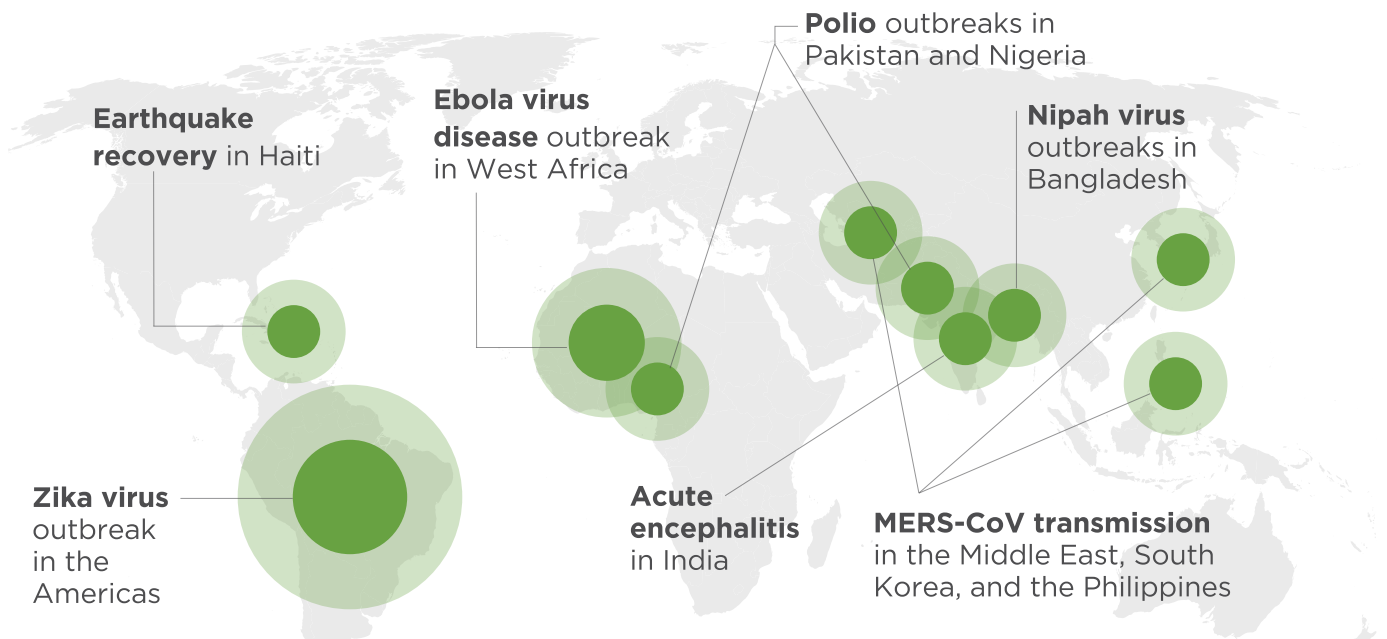 Polio outbreaks in
Pakistan and Nigeria
Earthquake
recovery in Haiti
Ebola virus
disease outbreak
in West Africa
Nipah virus
outbreaks in
Bangladesh
Zika virus
outbreak
in the
Americas
Acute
encephalitis
in India
MERS-CoV transmission
in the Middle East, South
Korea, and the Philippines